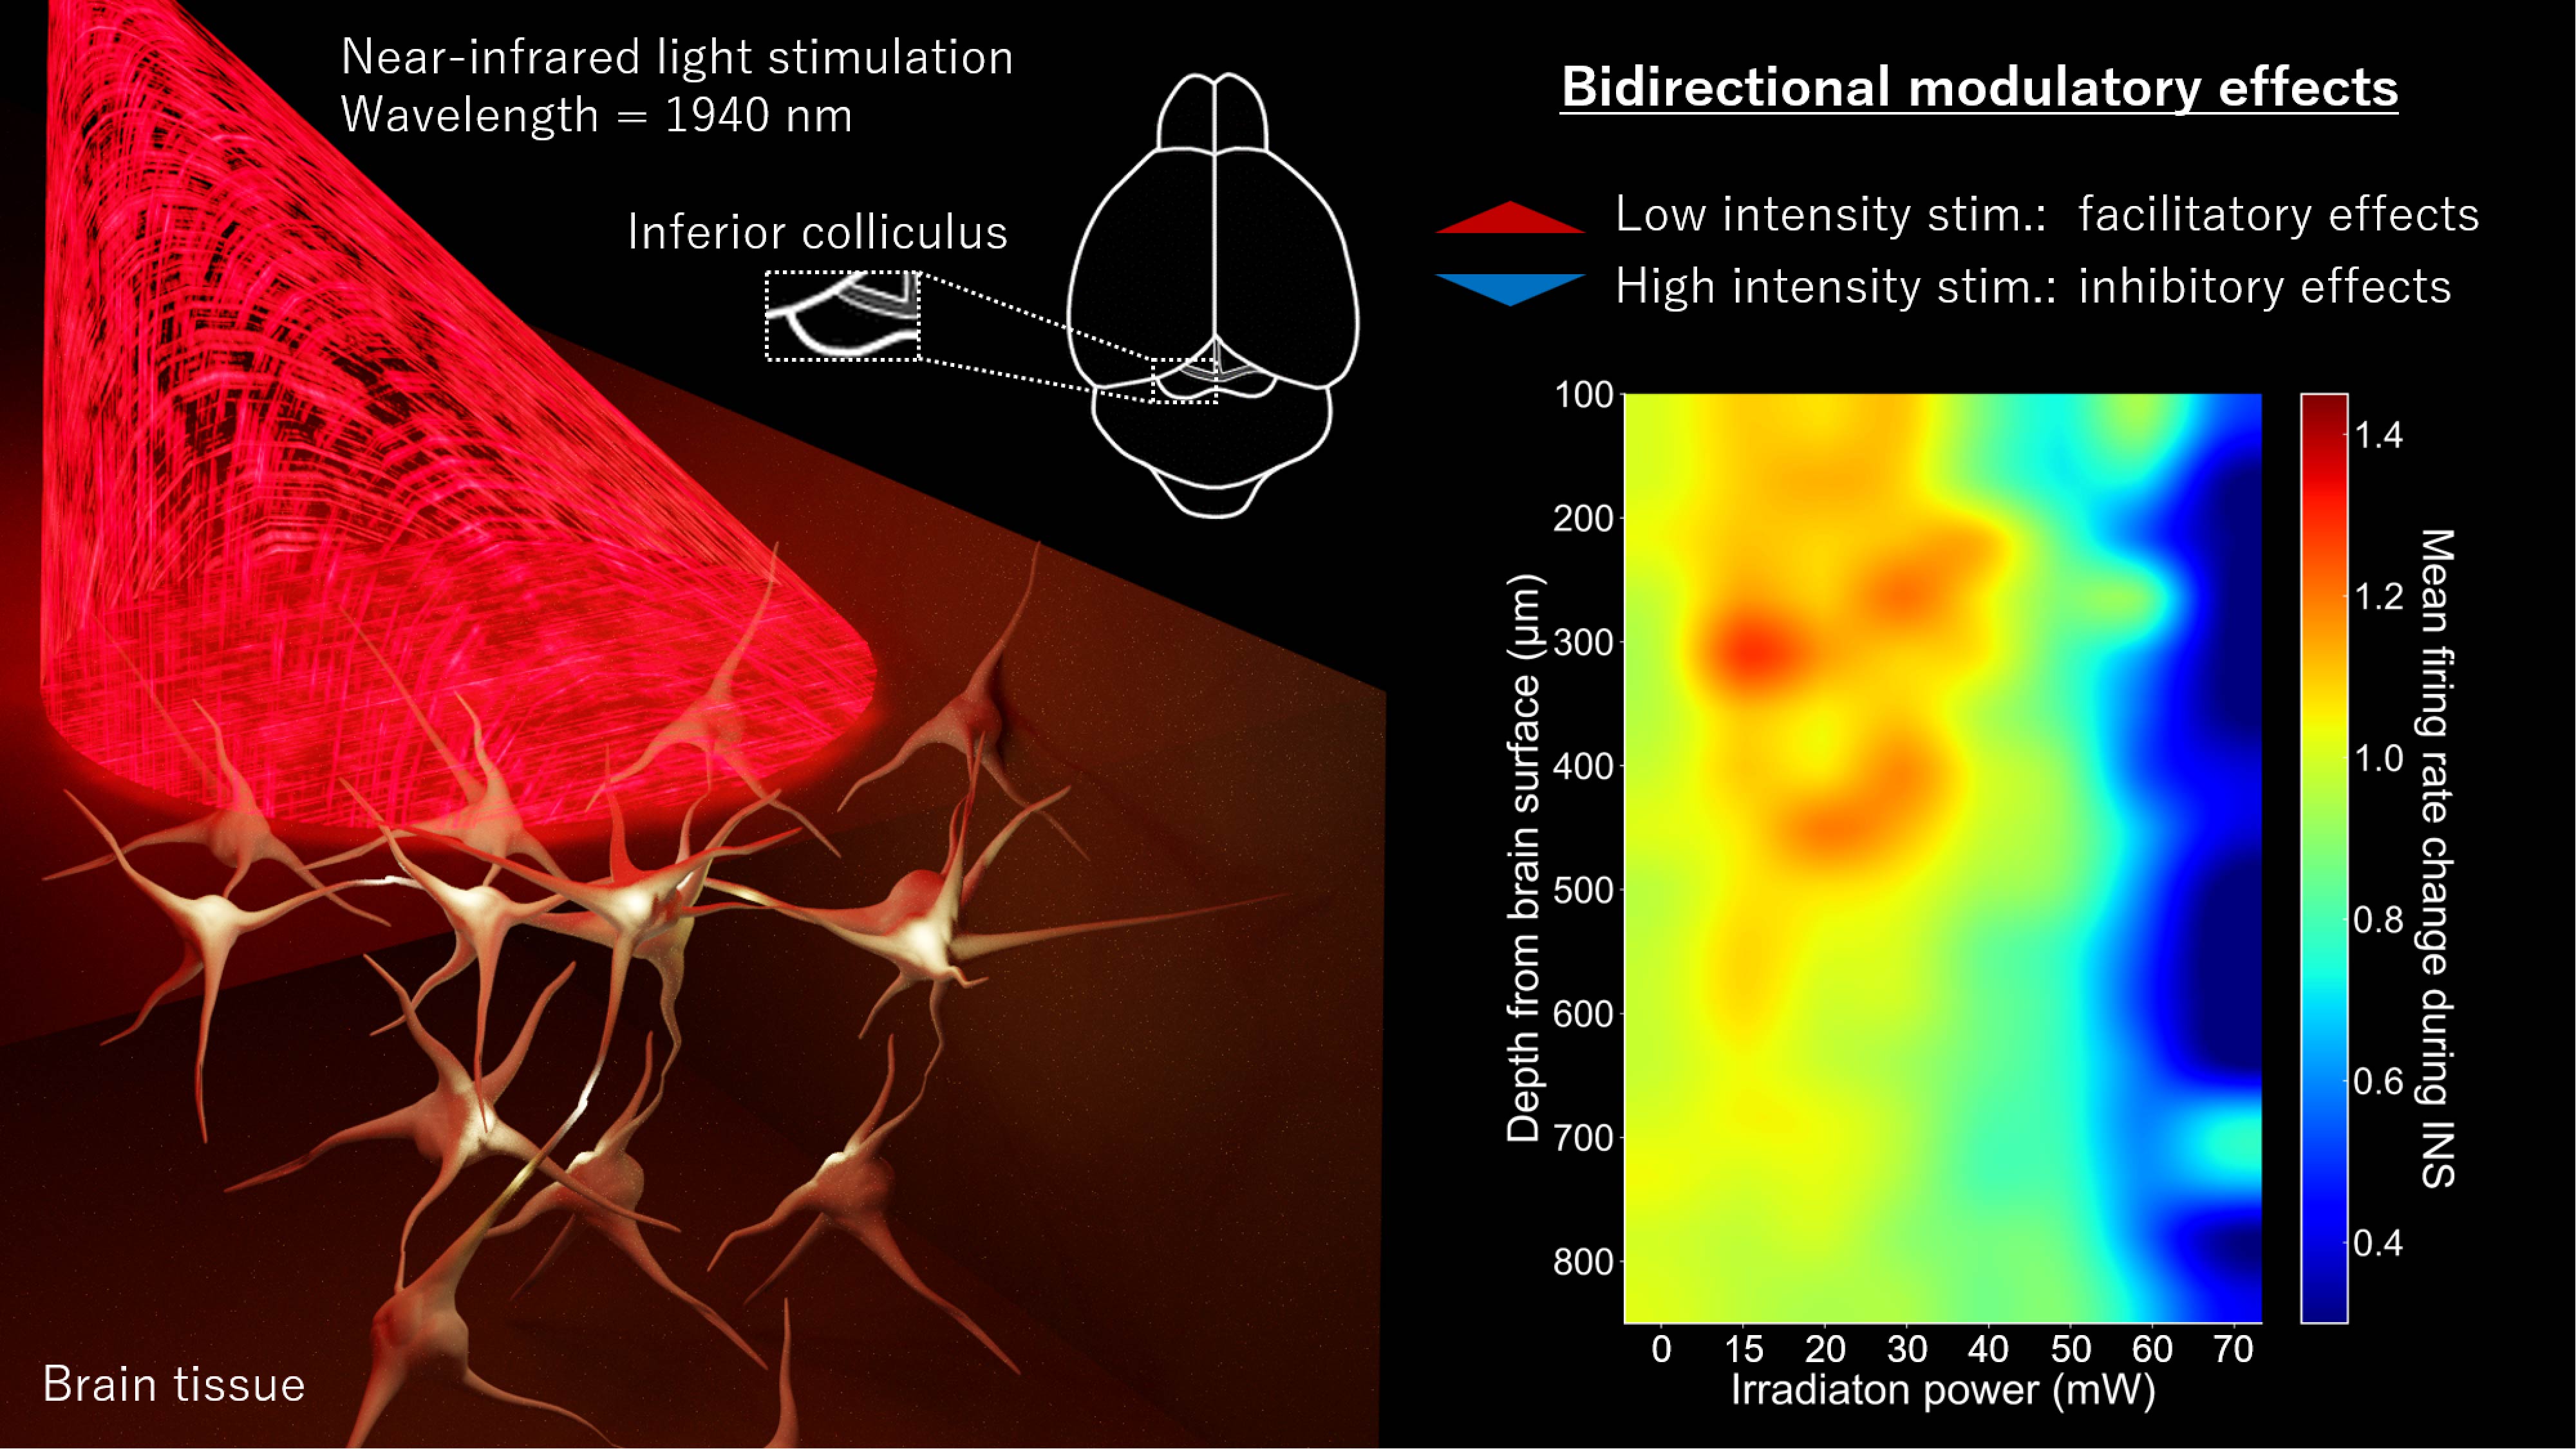 Near-infrared light stimulation
Wavelength = 1940 nm
Inferior colliculus
Brain tissue
Bidirectional modulatory effects
Low intensity stim.: facilitatory effects
High intensity stim.: inhibitory effects
Depth from brain surface (μm)
100
200
300
400
500
600
700
800
0 15 20 30 40 50 60 70
Irradiaton power (mW)
1.4
1.2
1.0
0.8
0.6
0.4
Mean firing rate change during INS